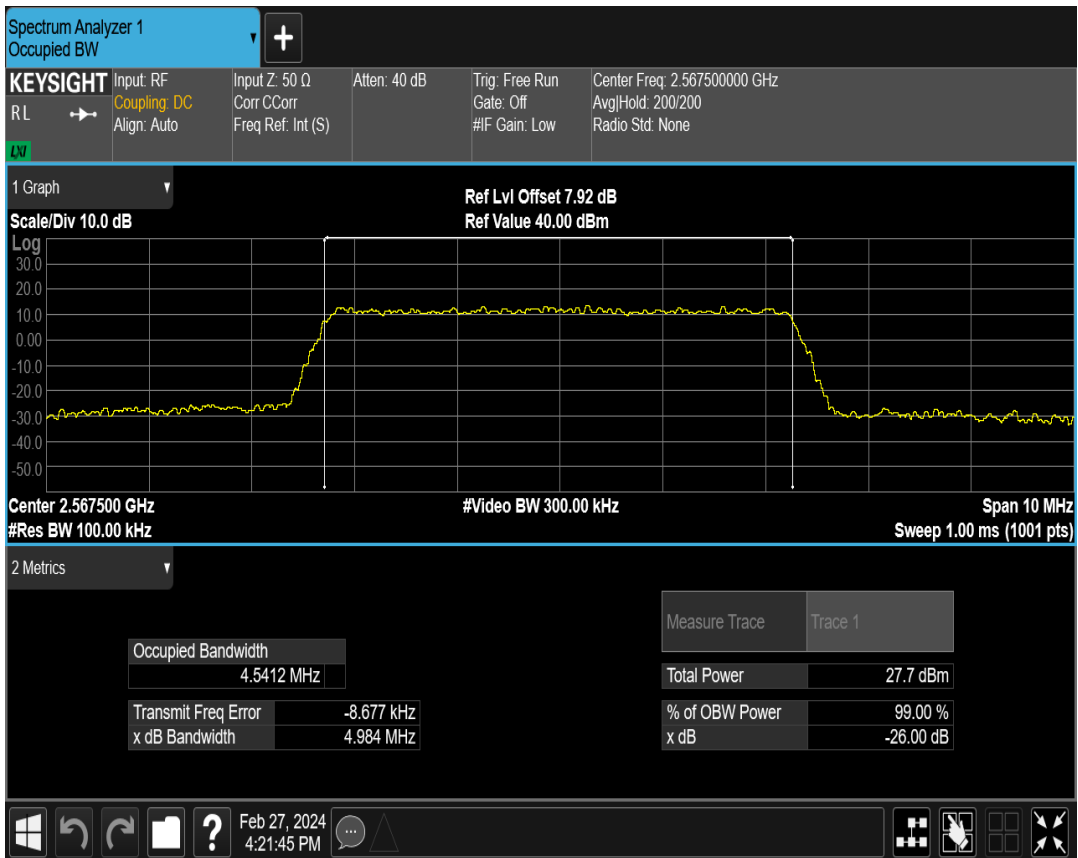 Spectrum Analyzer 1
Occupied BW
KEYSIGHT
RL
LXI
Input: RF
Coupling: DC
Align: Auto
Input Z: 50 Ω
Corr CCorr
Freq Ref: Int (S)
Atten: 40 dB
Trig: Free Run
Gate: Off
#IF Gain: Low
Center Freq: 2.567500000 GHz
Avg|Hold: 200/200
Radio Std: None
1 Graph
Scale/Div 10.0 dB
Ref Lvl Offset 7.92 dB
Ref Value 40.00 dBm
Log
30.0
20.0
10.0
0.00
-10.0
-20.0
-30.0
-40.0
-50.0
Center 2.567500 GHz
#Res BW 100.00 kHz
#Video BW 300.00 kHz
Span 10 MHz
Sweep 1.00 ms (1001 pts)
2 Metrics
Occupied Bandwidth
4.5412 MHz
Transmit Freq Error -8.677 kHz
x dB Bandwidth 4.984 MHz
Measure Trace Trace 1
Total Power 27.7 dBm
% of OBW Power 99.00 %
x dB -26.00 dB
Feb 27, 2024
4:21:45 PM